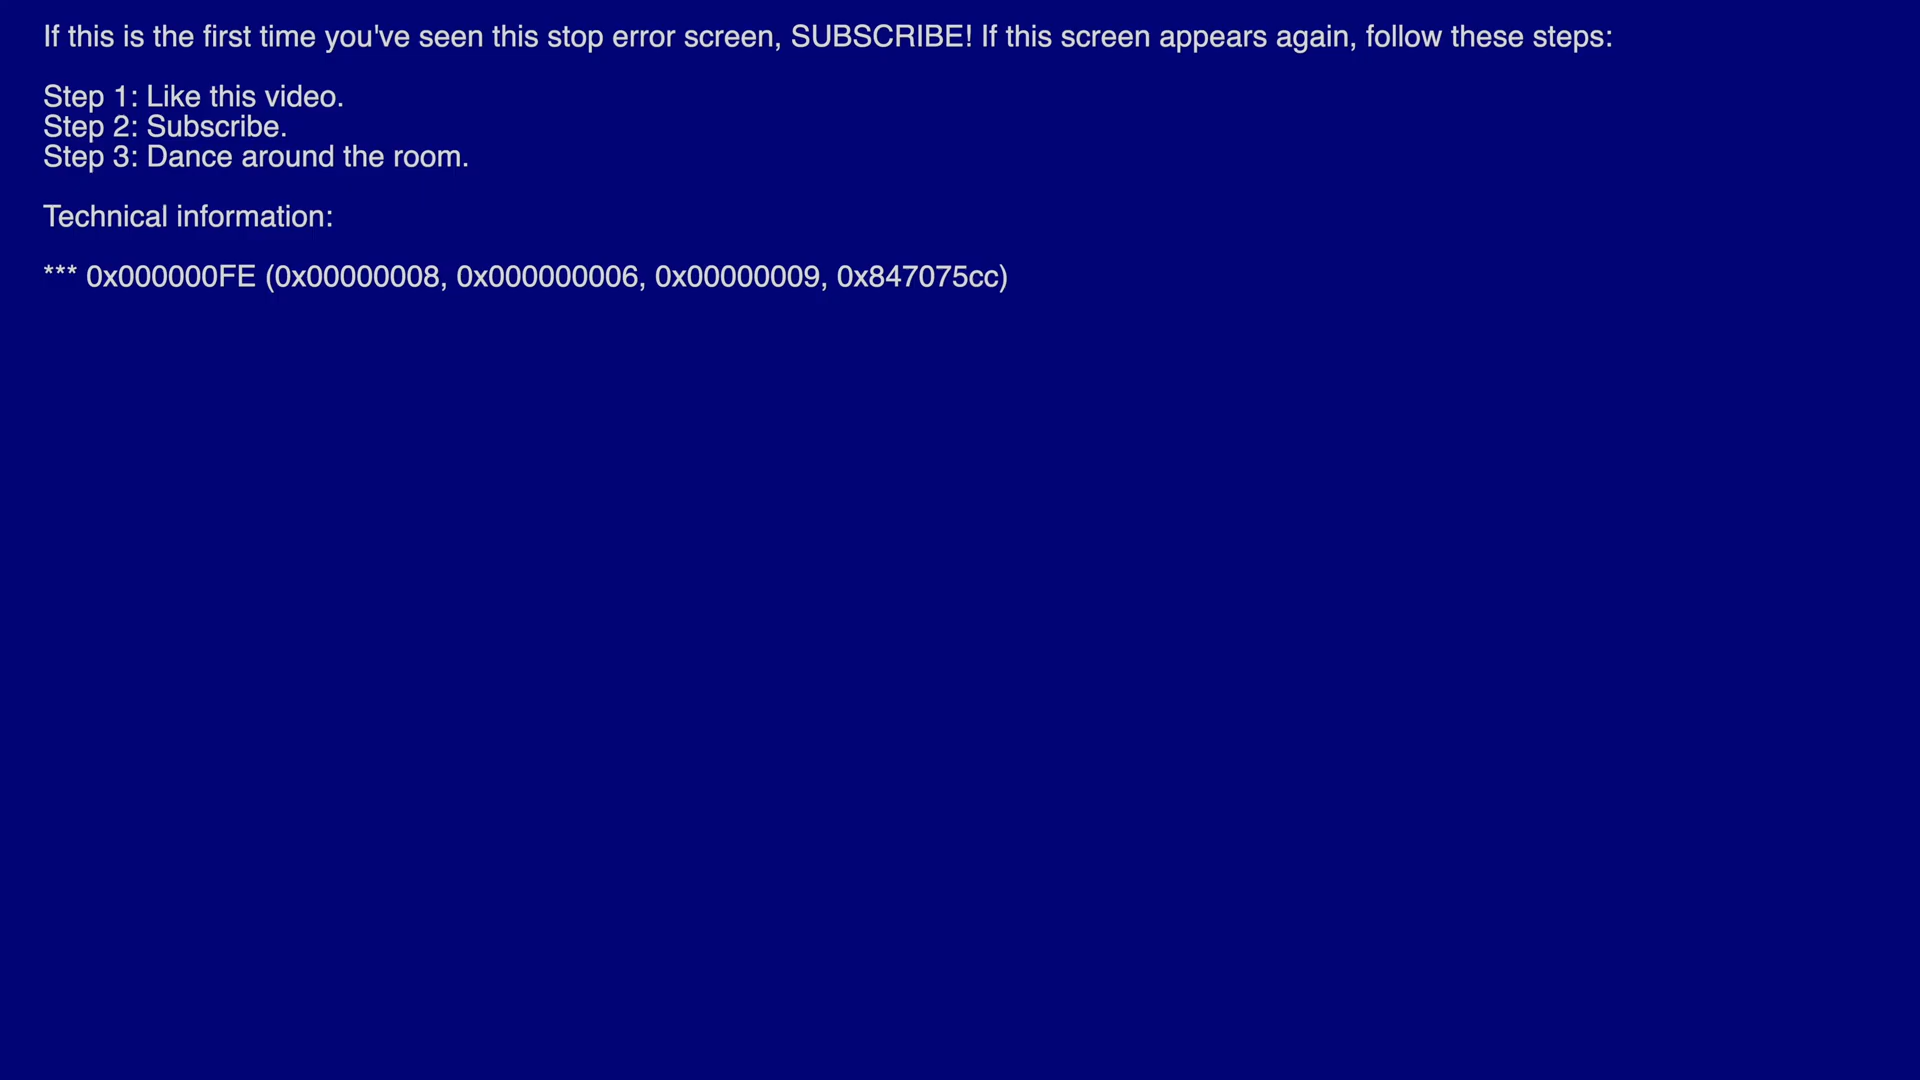 If this is the first time you've seen this stop error screen, SUBSCRIBE! If this screen appears again, follow these steps:
Step 1: Like this video.
Step 2: Subscribe.
Step 3: Dance around the room.
Technical information:
*** 0x000000FE (0x00000008, 0x000000006, 0x00000009, 0x847075cc)